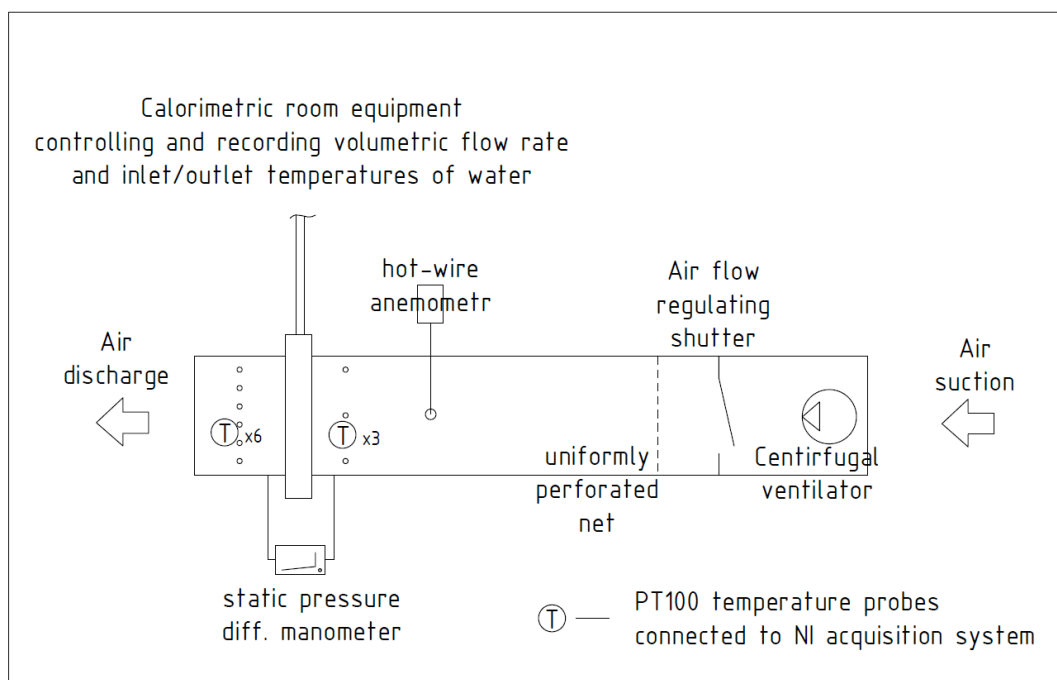 Calorimetric room equipment
controlling and recording volumetric flow rate
and inlet/outlet temperatures of water
hot-wire
anemometr
Air flow
regulating
shutter
Air
discharge
Air
suction
T x6
T x3
uniformly
perforated
net
Centirfugal
ventilator
static pressure
diff. manometer
T
PT100 temperature probes
connected to NI acquisition system